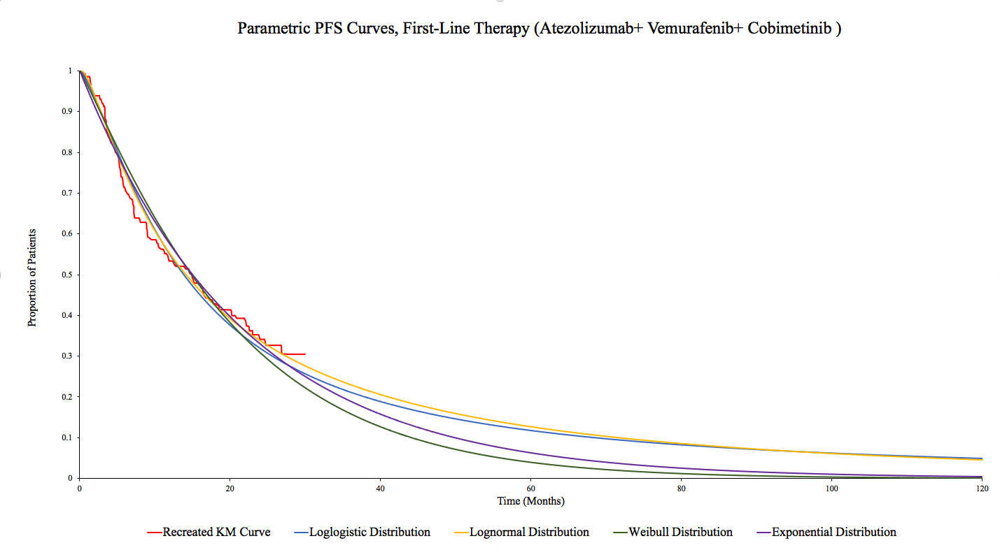 Parametric PFS Curves, First-Line Therapy (Atezolizumab+ Vemurafenib+ Cobimetinib )
1
0.9
0.8
0.7
0.6
0.5
0.4
0.3
0.2
0.1
0
Proportion of Patients
0 20 40 60 80 100 120
Time (Months)
Recreated KM Curve Loglogistic Distribution Lognormal Distribution Weibull Distribution Exponential Distribution